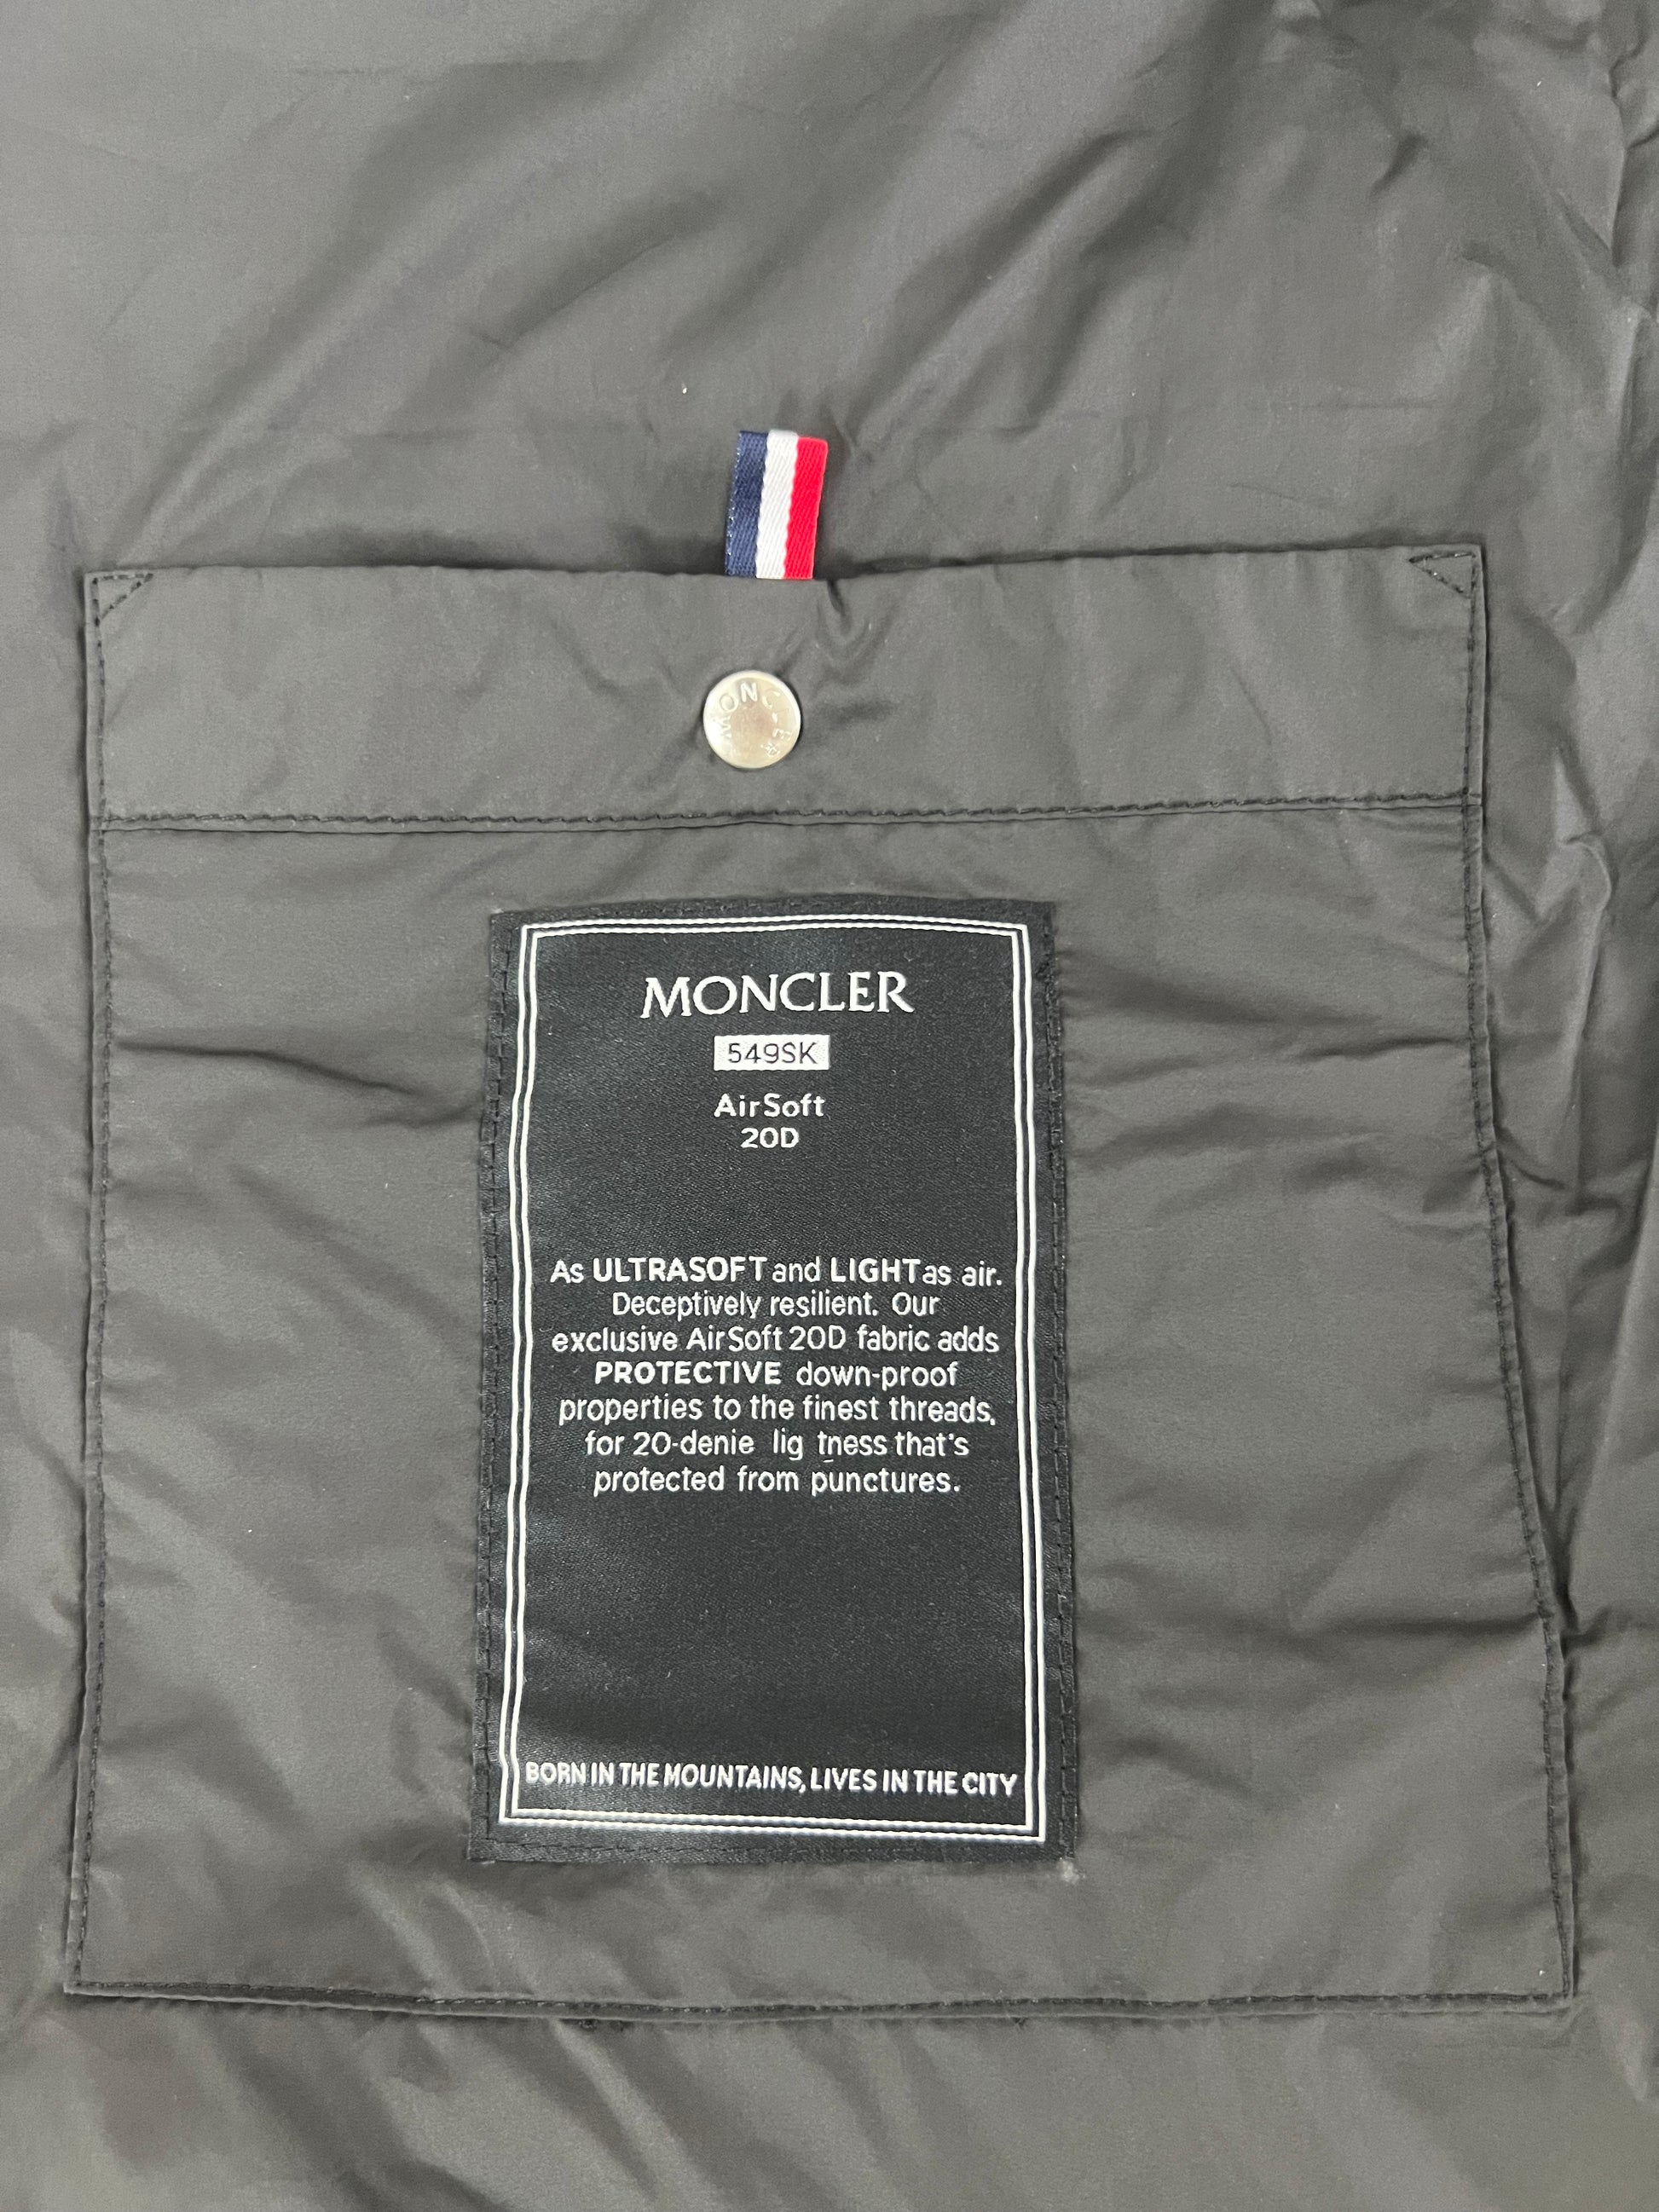 MONCLER
MONCLER
549SK
AirSoft
20D
As ULTRASOFT and LIGHT as air.
Deceptively resilient. Our
exclusive AirSoft 20D fabric adds
PROTECTIVE down-proof
properties to the finest threads,
for 20-denie lig tness that's
protected from punctures.
BORN IN THE MOUNTAINS, LIVES IN THE CITY